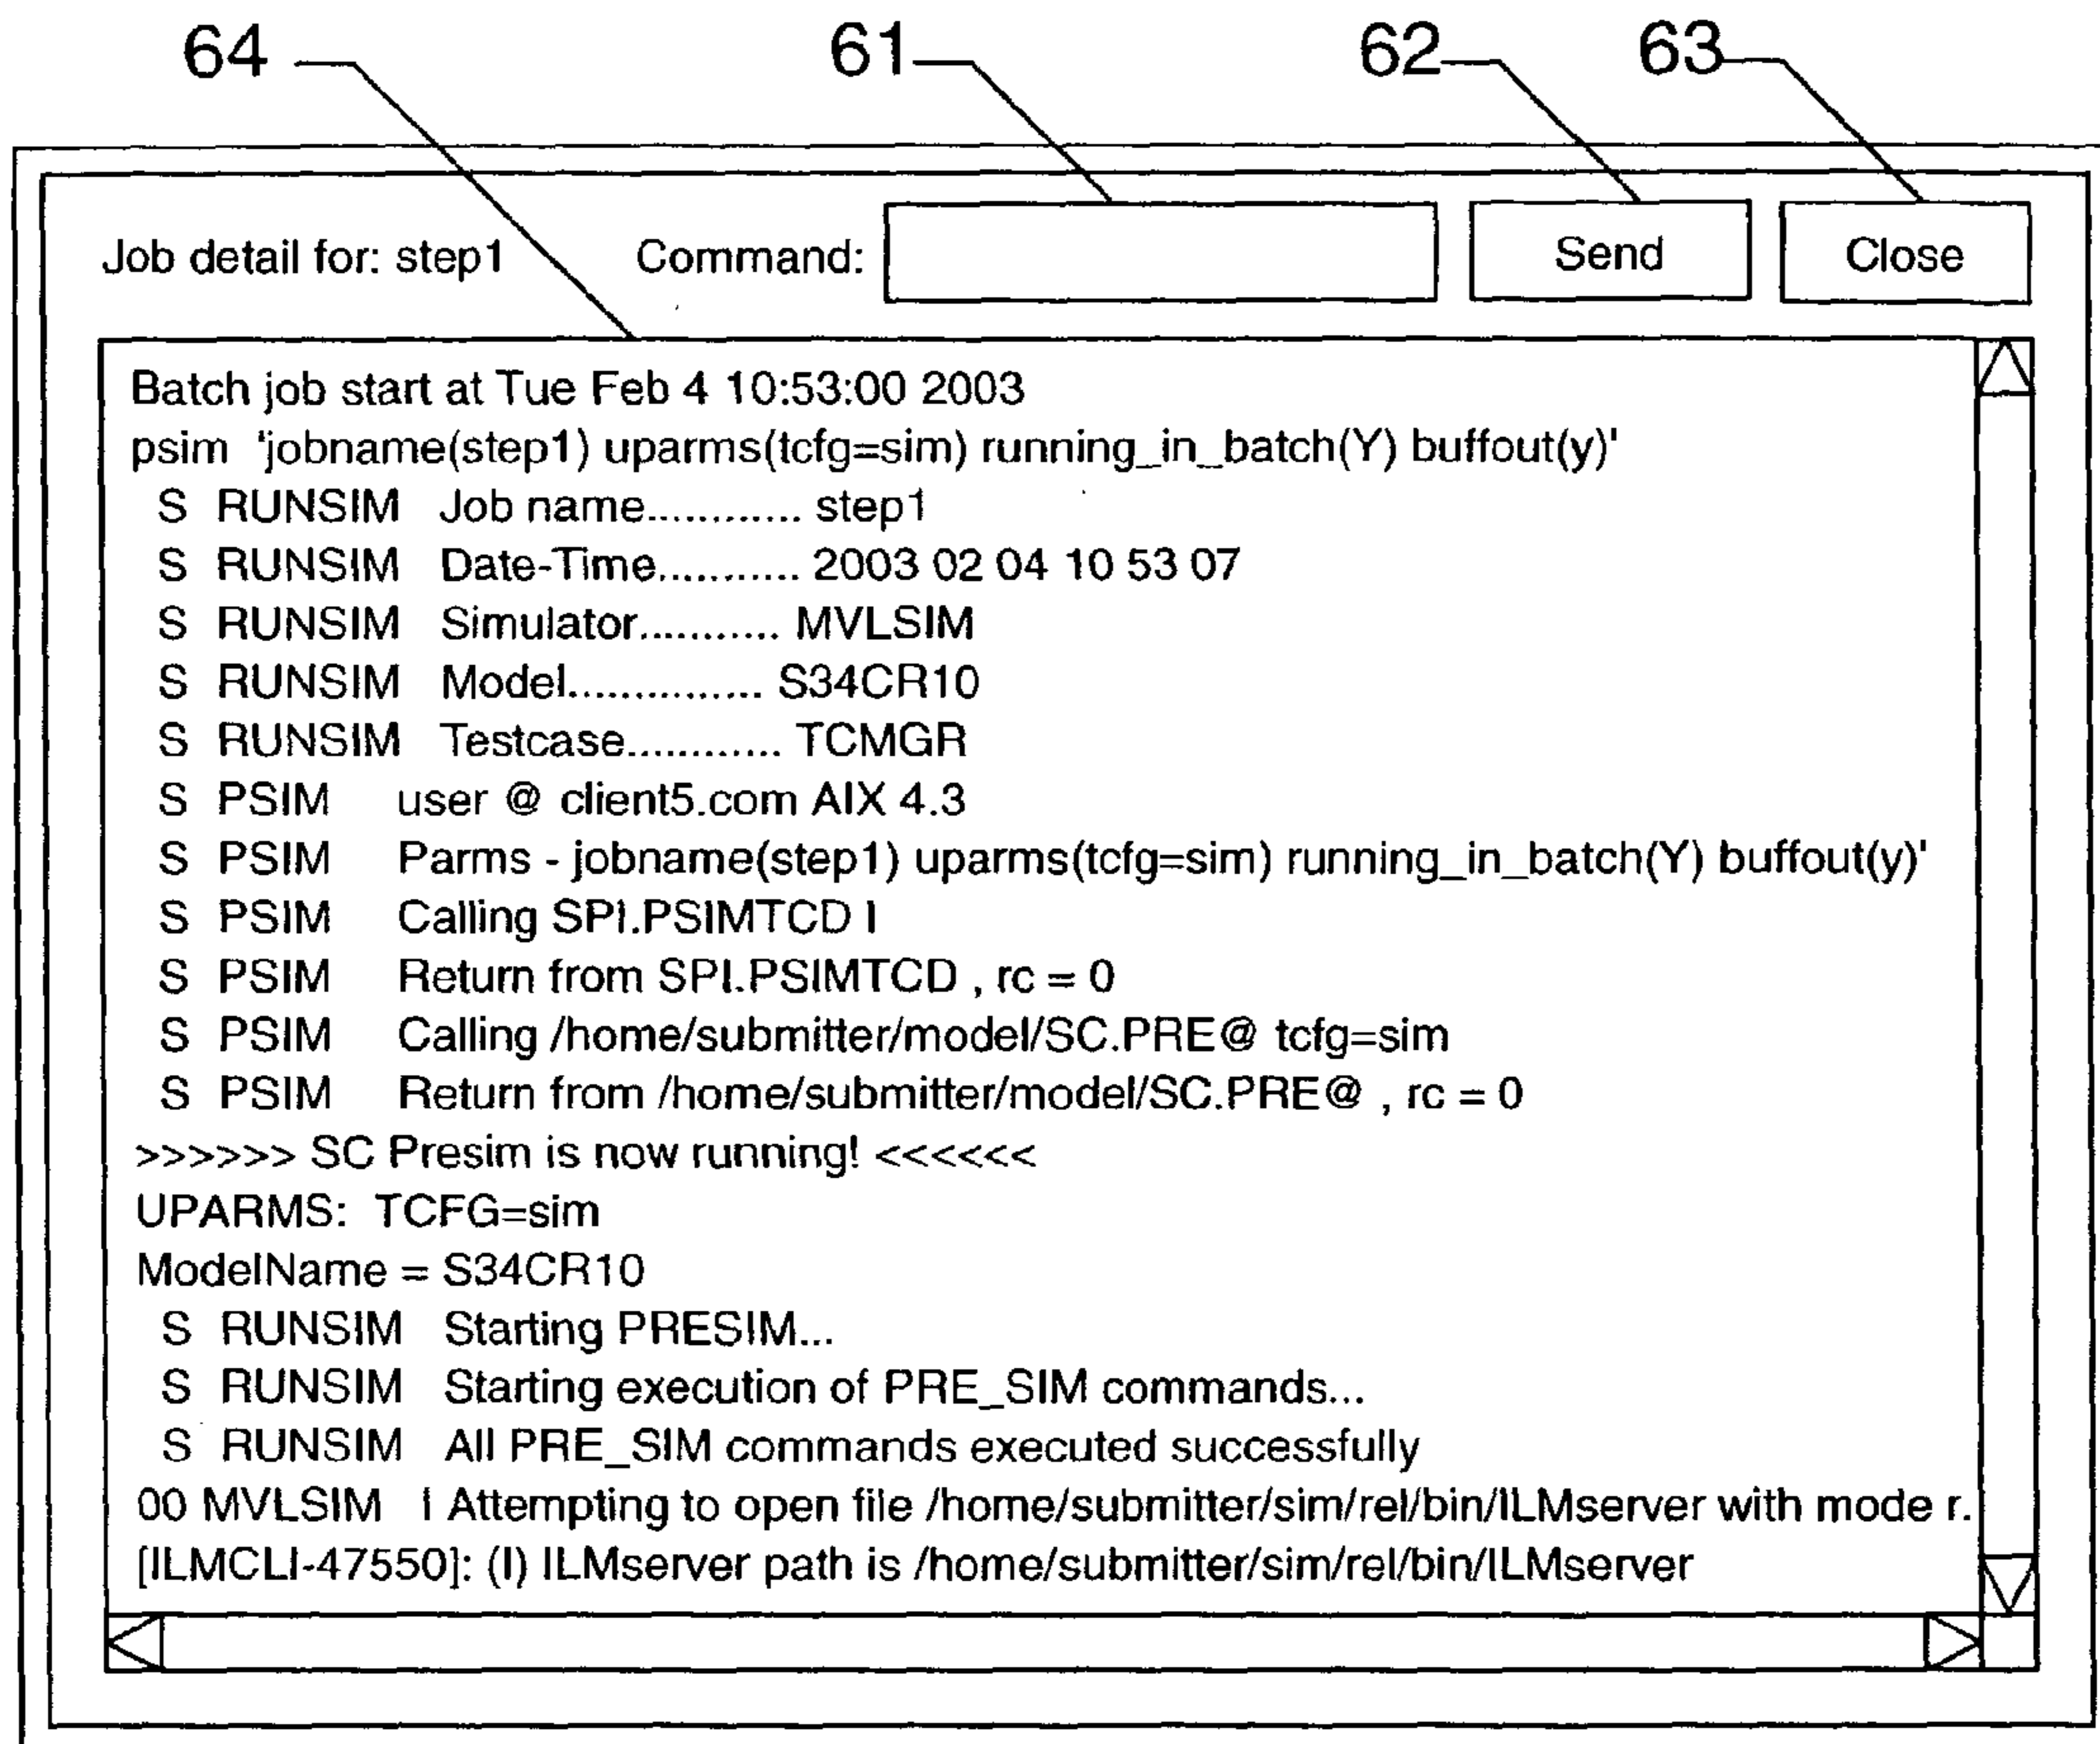 64 61 62 63
Job detail for: step1 Command: Send Close
Batch job start at Tue Feb 4 10:53:00 2003
psim 'jobname(step1) uparms(tcfg=sim) running_in_batch(Y) buffout(y)'
S RUNSIM Job name............ step1
S RUNSIM Date-Time........... 2003 02 04 10 53 07
S RUNSIM Simulator........... MVLSIM
S RUNSIM Model............... S34CR10
S RUNSIM Testcase............ TCMGR
S PSIM user @ client5.com AIX 4.3
S PSIM Parms - jobname(step1) uparms(tcfg=sim) running_in_batch(Y) buffout(y)'
S PSIM Calling SPI.PSIMTCD I
S PSIM Return from SPI.PSIMTCD , rc = 0
S PSIM Calling /home/submitter/model/SC.PRE@ tcfg=sim
S PSIM Return from /home/submitter/model/SC.PRE@ , rc = 0
>>>>>> SC Presim is now running! <<<<<<
UPARMS: TCFG=sim
ModelName = S34CR10
S RUNSIM Starting PRESIM...
S RUNSIM Starting execution of PRE_SIM commands...
S RUNSIM All PRE_SIM commands executed successfully
00 MVLSIM I Attempting to open file /home/submitter/sim/rel/bin/ILMserver with mode r.
[ILMCLI-47550]: (I) ILMserver path is /home/submitter/sim/rel/bin/ILMserver